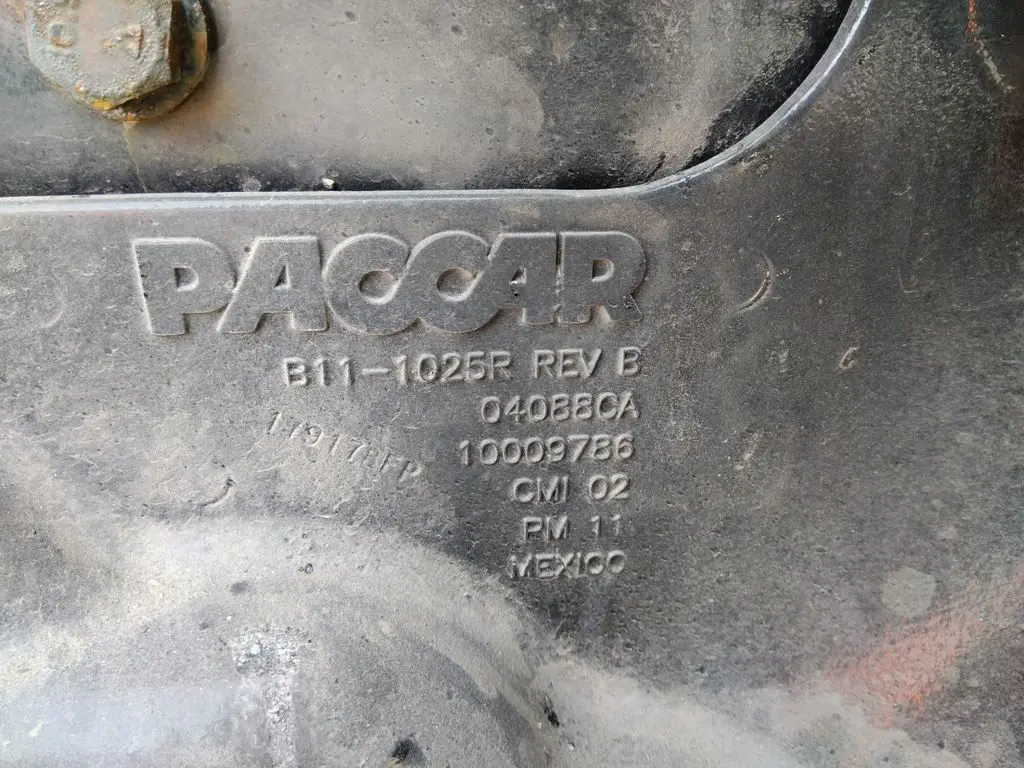 PACCAR
B11-1025R REV B
04088CA
10009786
CMI 02
PM 11
MEXICO